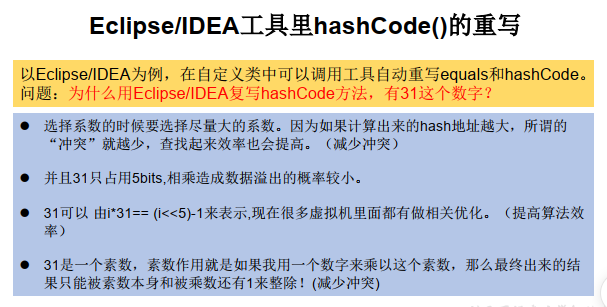 Eclipse/IDEA工具里hashCode()的重写
以Eclipse/IDEA为例，在自定义类中可以调用工具自动重写equals和hashCode。
问题：为什么用Eclipse/IDEA复写hashCode方法，有31这个数字？
● 选择系数的时候要选择尽量大的系数。因为如果计算出来的hash地址越大，所谓的
“冲突”就越少，查找起来效率也会提高。（减少冲突）
● 并且31只占用5bits,相乘造成数据溢出的概率较小。
● 31可以 由i*31== (i<<5)-1来表示,现在很多虚拟机里面都有做相关优化。（提高算法效
率）
● 31是一个素数，素数作用就是如果我用一个数字来乘以这个素数，那么最终出来的结
果只能被素数本身和被乘数还有1来整除！(减少冲突)